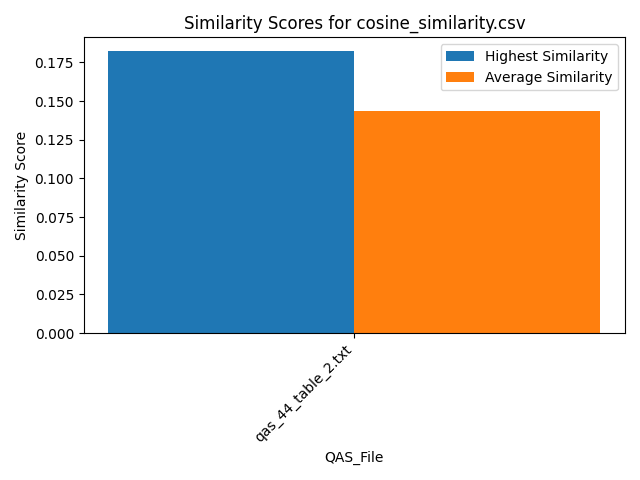 Similarity Scores for cosine_similarity.csv
Highest Similarity
Average Similarity
Similarity Score
0.175
0.150
0.125
0.100
0.075
0.050
0.025
0.000
qas_44_table_2.txt
QAS_File